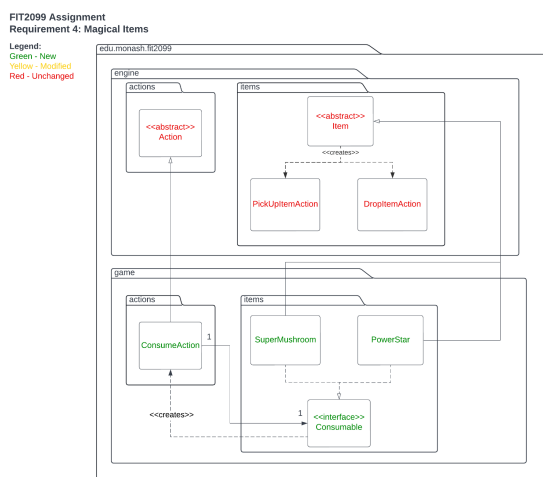 FIT2099 Assignment
Requirement 4: Magical Items
Legend:
Green - New
Yellow - Modified
Red - Unchanged
edu.monash.fit2099
engine
actions
<<abstract>>
Action
items
<<abstract>>
Item
<<creates>>
PickUpItemAction
DropItemAction
game
actions
ConsumeAction
1
items
SuperMushroom
PowerStar
<<creates>>
1
<<interface>>
Consumable